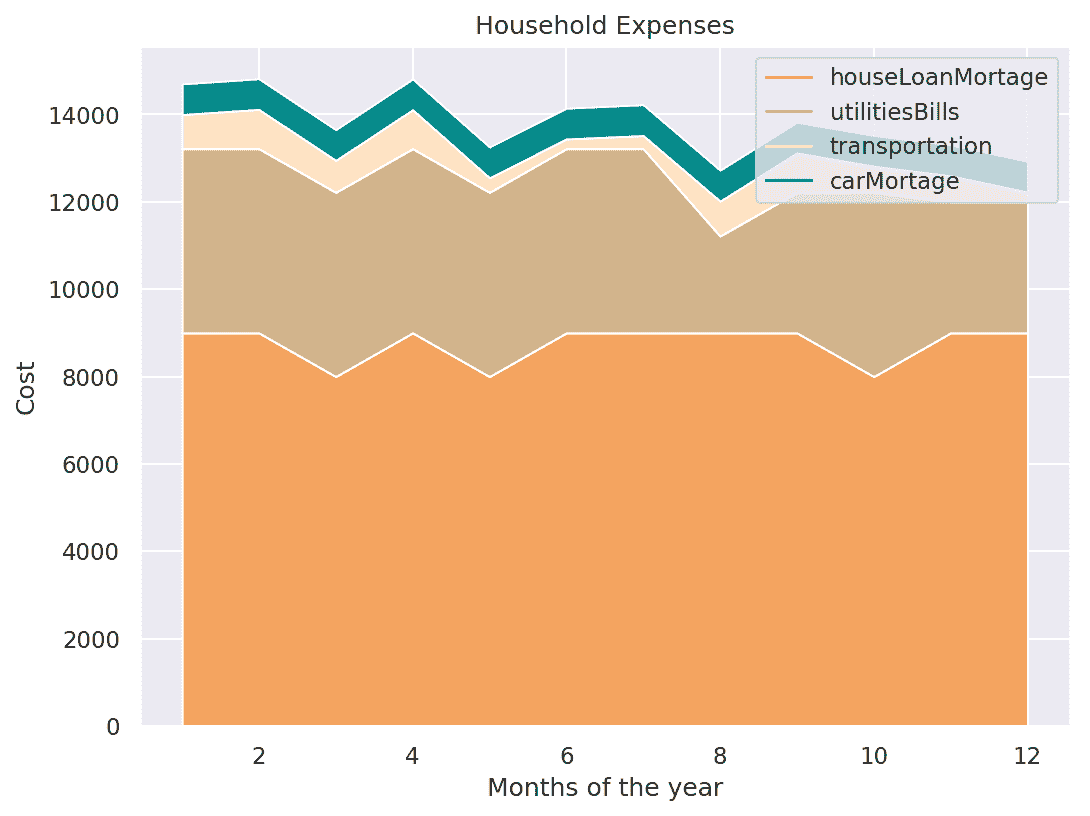 Household Expenses
houseLoanMortage
utilitiesBills
transportation
carMortage
14000
12000
10000
8000
6000
4000
2000
0
Cost
2 4 6 8 10 12
Months of the year